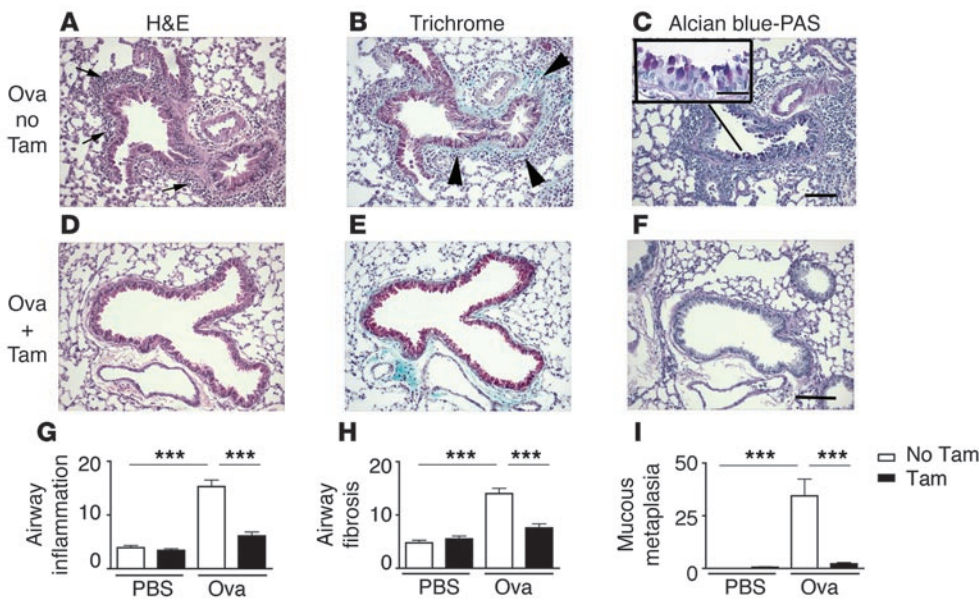 A H&E
B Trichrome
C Alcian blue-PAS
Ova
no
Tam
D
E
F
Ova
+
Tam
G
H
I
Airway
inflammation
20
10
0
*** ***
PBS Ova
Airway
fibrosis
20
10
0
*** ***
PBS Ova
Mucous
metaplasia
50
25
0
*** ***
PBS Ova
No Tam
Tam